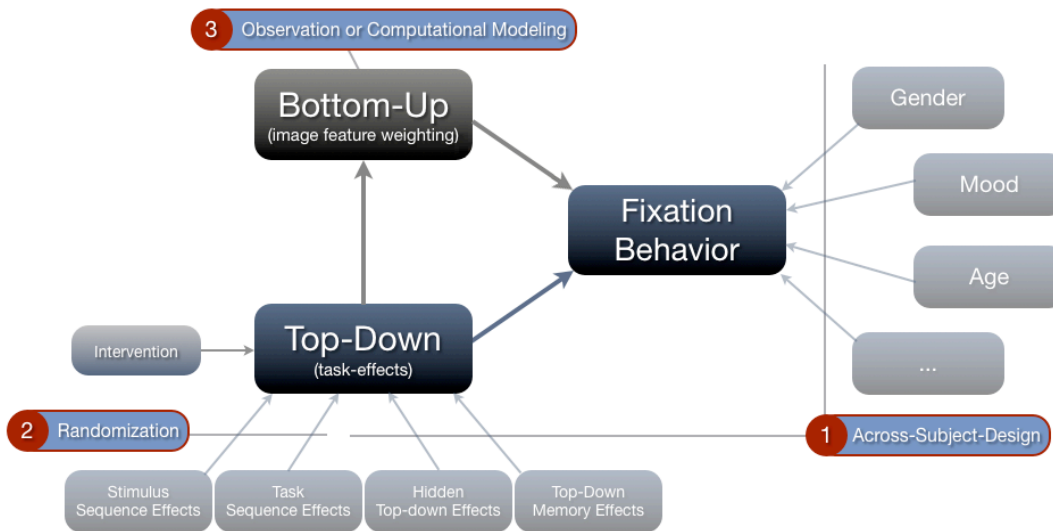 3 Observation or Computational Modeling
Bottom-Up
(image feature weighting)
Gender
Mood
Fixation
Behavior
Age
Top-Down
(task-effects)
Intervention
...
2 Randomization
1 Across-Subject-Design
Stimulus
Sequence Effects
Task
Sequence Effects
Hidden
Top-down Effects
Top-Down
Memory Effects